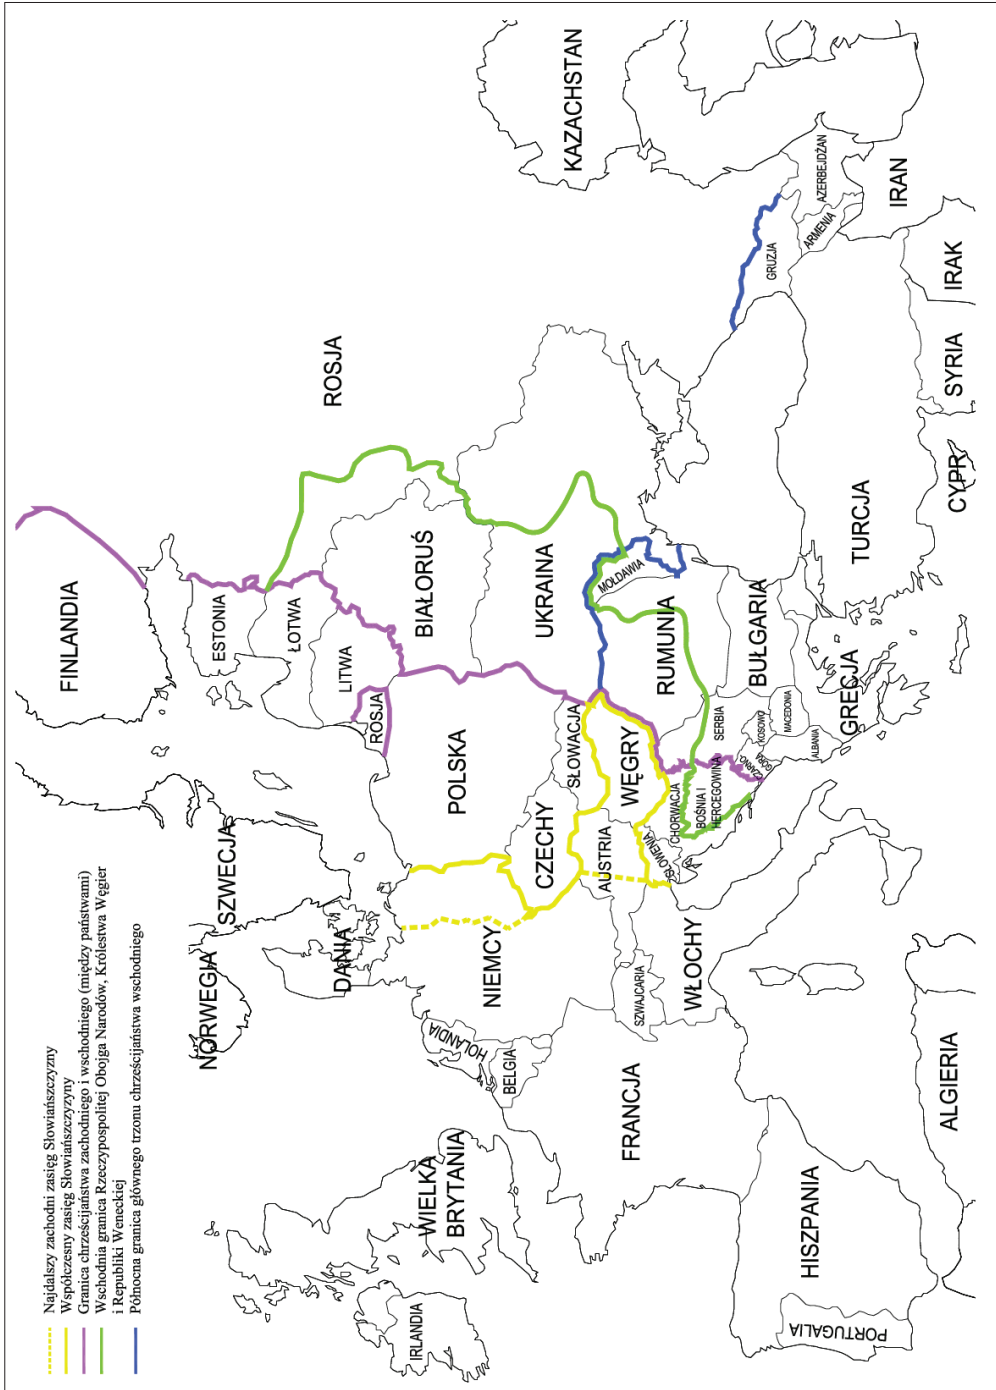 Najdalszy zachodni zasięg Słowiańszczyzny
Współczesny zasięg Słowiańszczyzyny
Granica chrześcijaństwa zachodniego i wschodniego (między państwami)
Wschodnia granica Rzeczypospolitej Obojga Narodów, Królestwa Węgier
i Republiki Weneckiej
Północna granica głównego trzonu chrześcijaństwa wschodniego
FINLANDIA
NORWEGIA
SZWECJA
ESTONIA
ŁOTWA
ROSJA
DANIA
LITWA
ROSJA
IRLANDIA
WIELKA
BRYTANIA
HOLANDIA
NIEMCY
POLSKA
BIAŁORUŚ
BELGIA
CZECHY
SŁOWACJA
UKRAINA
KAZACHSTAN
FRANCJA
SZWAJCARIA
AUSTRIA
WĘGRY
MOŁDAWIA
SŁOWENIA
CHORWACJA
RUMUNIA
WŁOCHY
BOŚNIA I
HERCEGOWINA
SERBIA
CZARNO-
GÓRA
KOSOWO
BUŁGARIA
MACEDONIA
ALBANIA
GRUZJA
AZERBEJDŻAN
ARMENIA
PORTUGALIA
HISZPANIA
GRECJA
TURCJA
IRAN
ALGIERIA
CYPR
SYRIA
IRAK